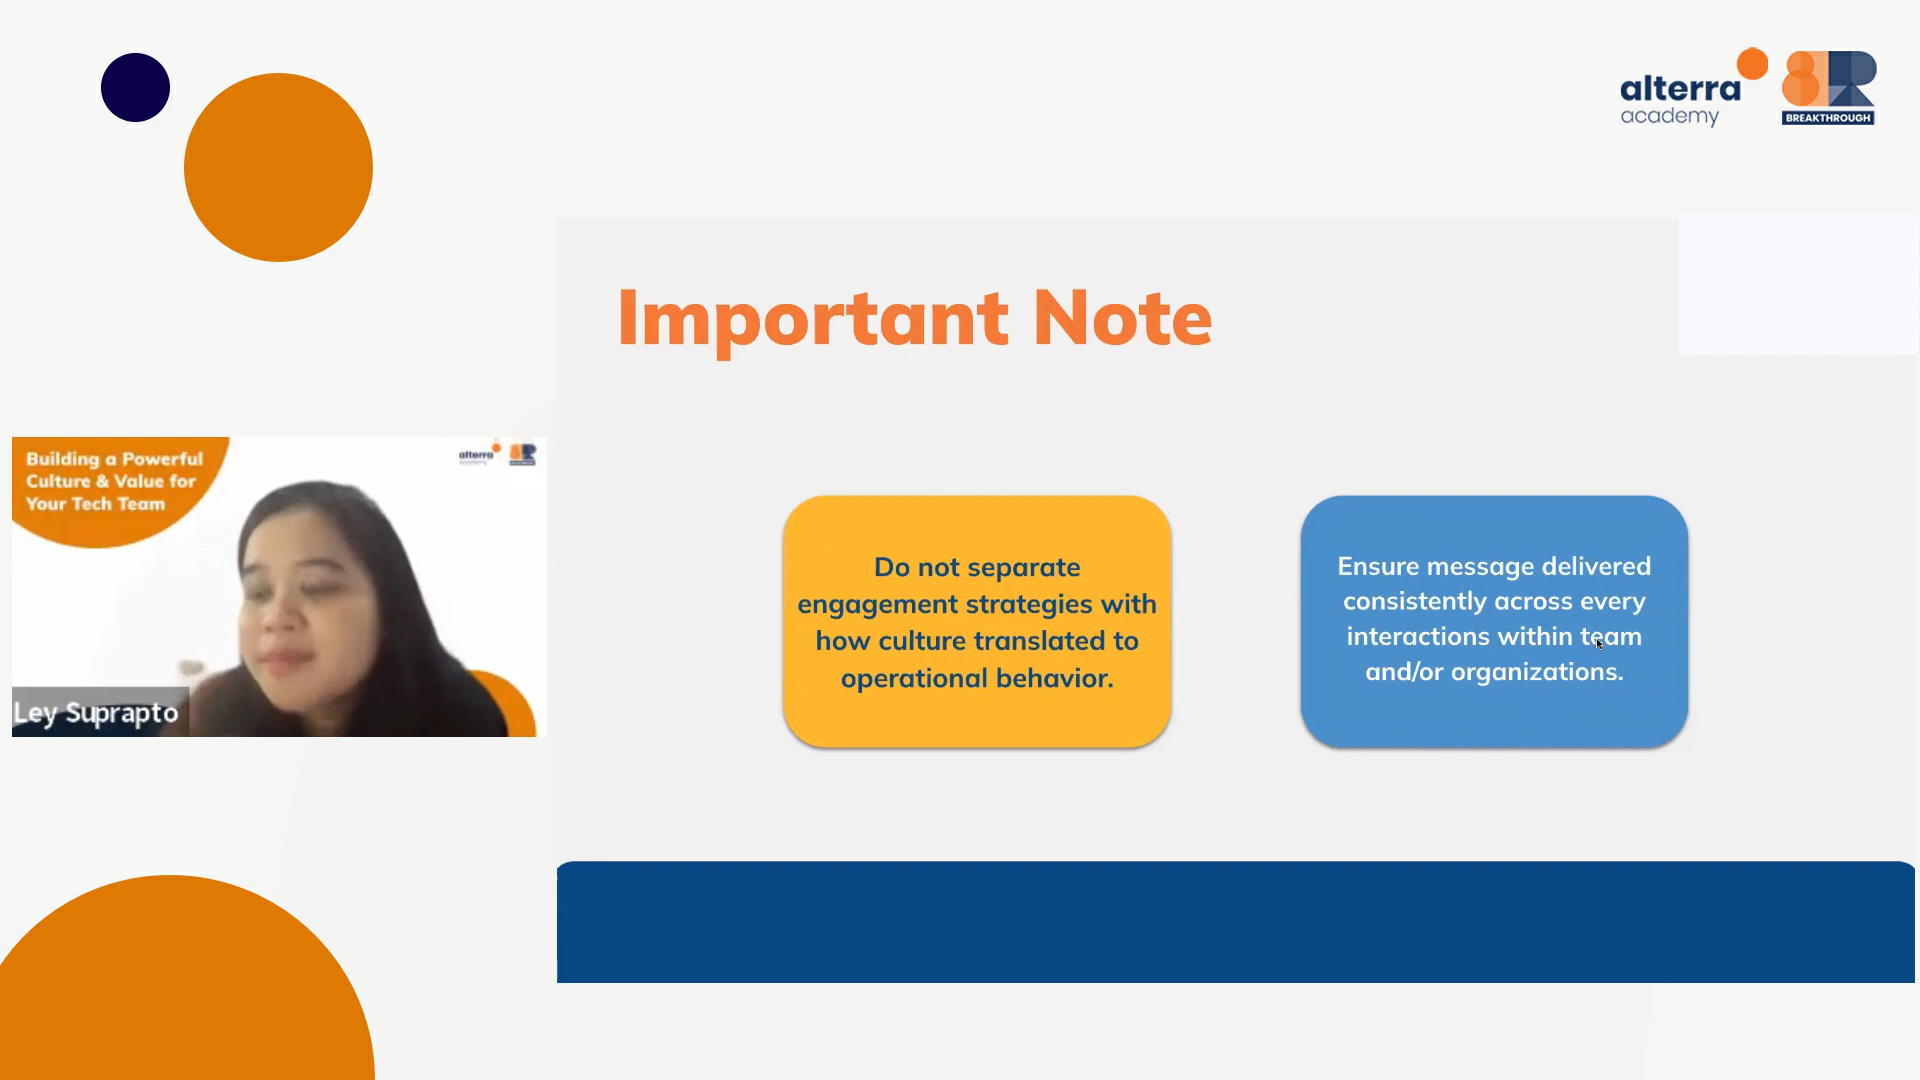 alterra
academy
BREAKTHROUGH
Important Note
Building a Powerful
Culture & Value for
Your Tech Team
alterra
academy
Ley Suprapto
Do not separate
engagement strategies with
how culture translated to
operational behavior.
Ensure message delivered
consistently across every
interactions within team
and/or organizations.